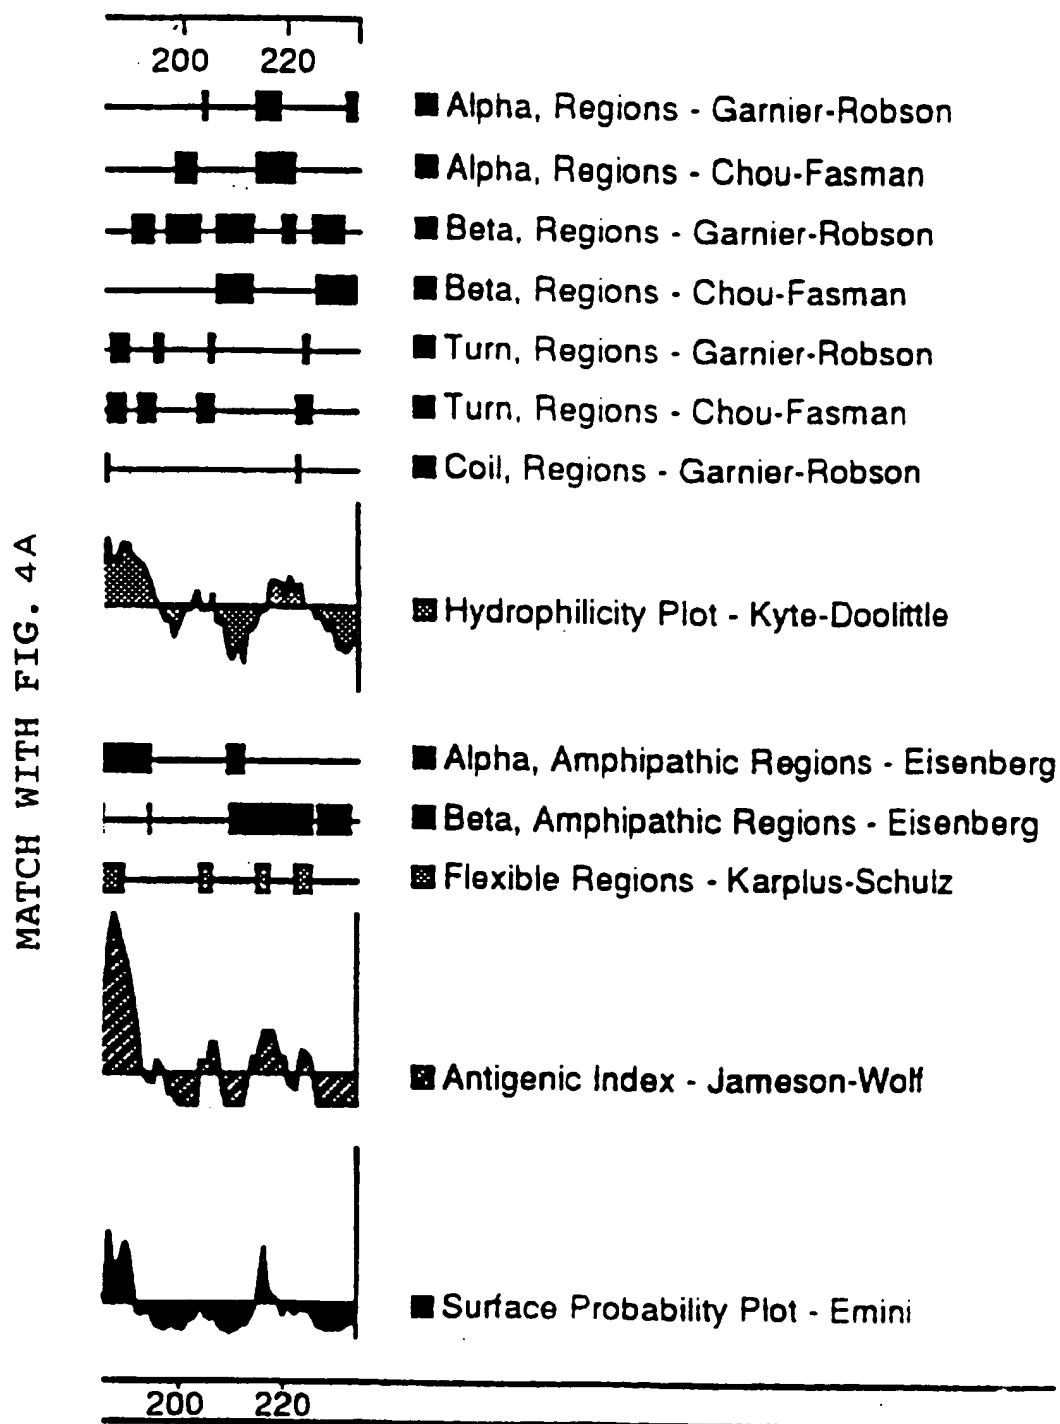 200 220
Alpha, Regions - Garnier-Robson
Alpha, Regions - Chou-Fasman
Beta, Regions - Garnier-Robson
Beta, Regions - Chou-Fasman
Turn, Regions - Garnier-Robson
Turn, Regions - Chou-Fasman
Coil, Regions - Garnier-Robson
MATCH WITH FIG. 4A
Hydrophilicity Plot - Kyte-Doolittle
Alpha, Amphipathic Regions - Eisenberg
Beta, Amphipathic Regions - Eisenberg
Flexible Regions - Karplus-Schulz
Antigenic Index - Jameson-Wolf
Surface Probability Plot - Emini
200 220